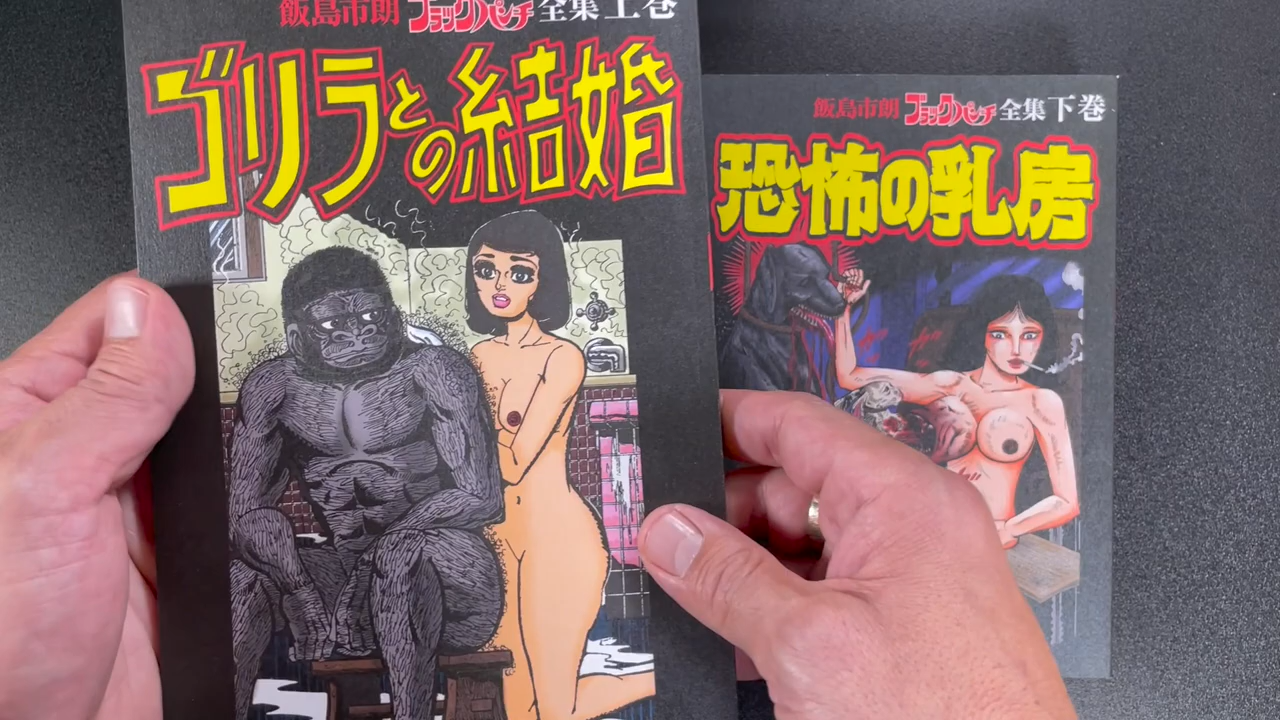 飯島市朗 ブラックパンチ 全集 上巻
ゴリラとの結婚
飯島市朗 ブラックパンチ 全集 下巻
恐怖の乳房